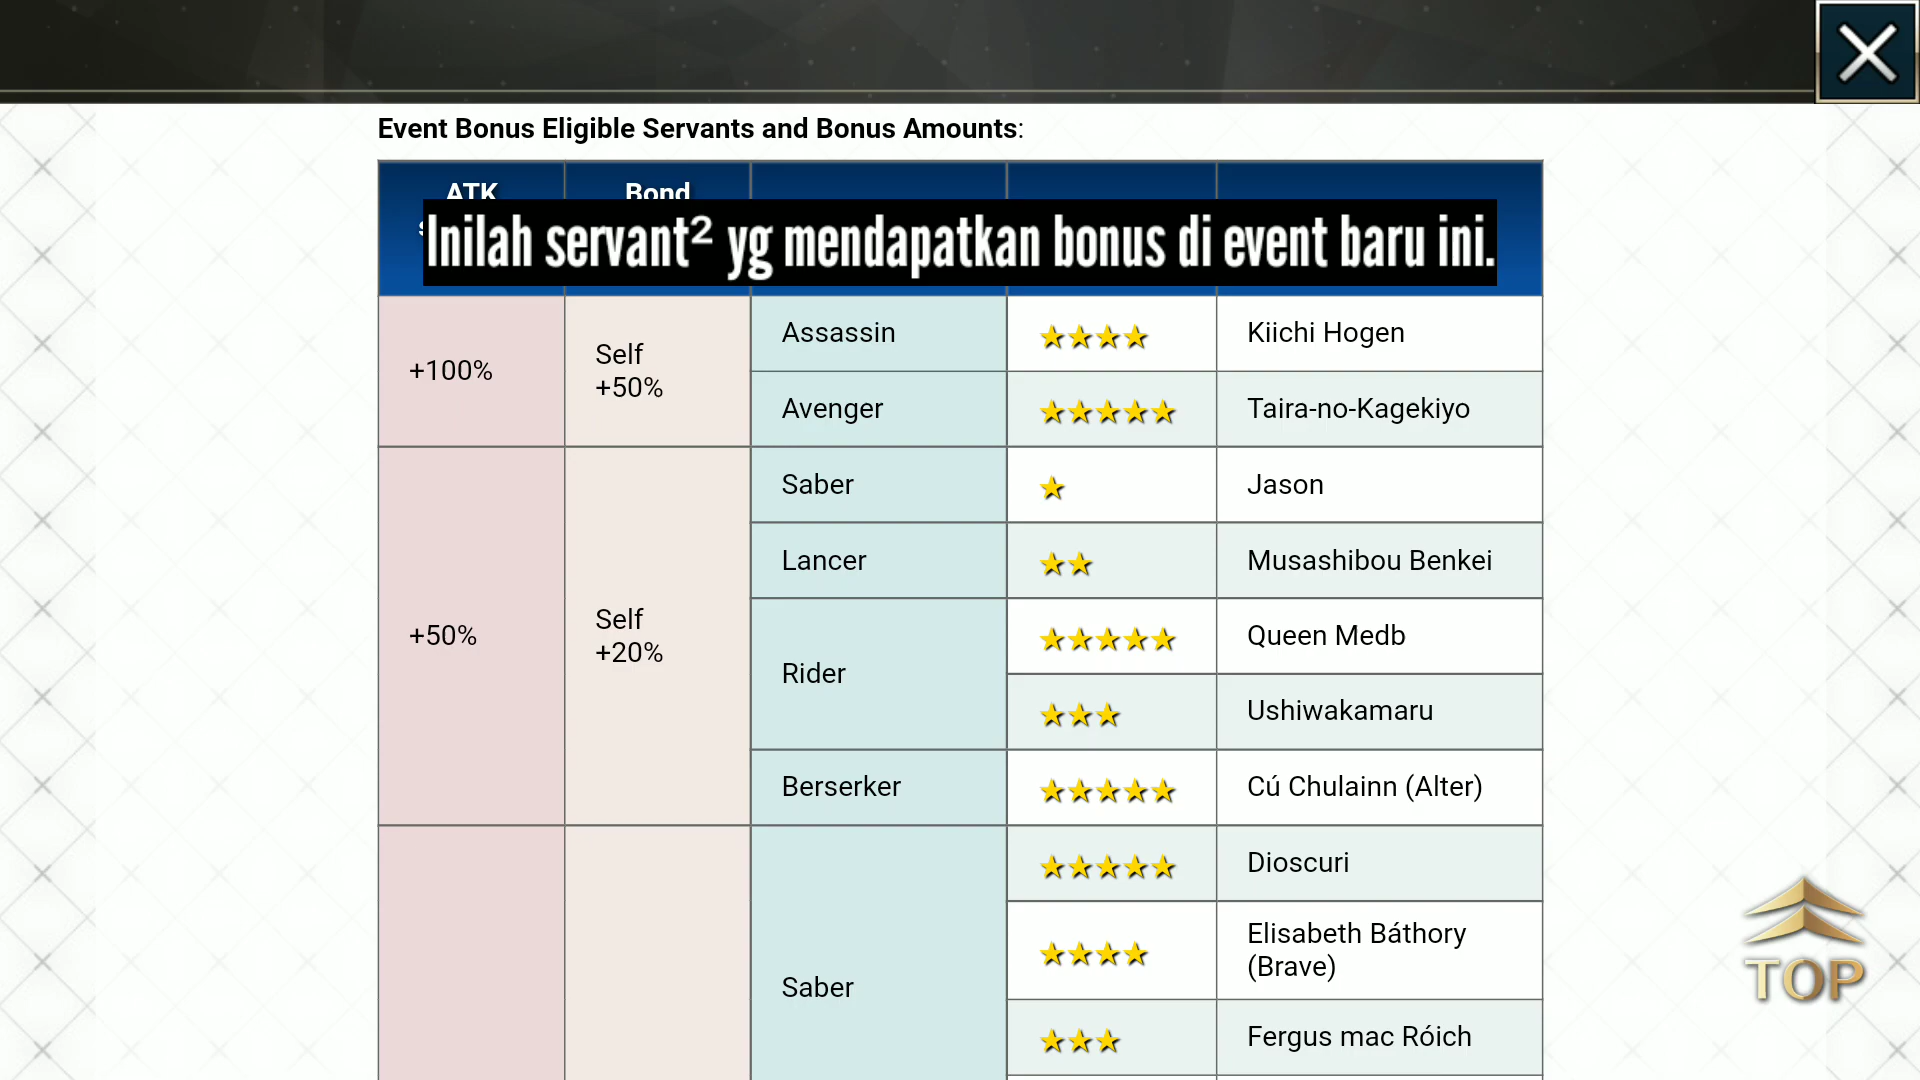 Event Bonus Eligible Servants and Bonus Amounts:
ATK Bond
Inilah servant² yg mendapatkan bonus di event baru ini.
+100% Self +50% Assassin ★★★★ Kiichi Hogen
Avenger ★★★★★ Taira-no-Kagekiyo
+50% Self +20% Saber ★ Jason
Lancer ★★ Musashibou Benkei
Rider ★★★★★ Queen Medb
★★★ Ushiwakamaru
Berserker ★★★★★ Cú Chulainn (Alter)
Saber ★★★★★ Dioscuri
★★★★ Elisabeth Báthory
(Brave)
★★★ Fergus mac Róich
TOP